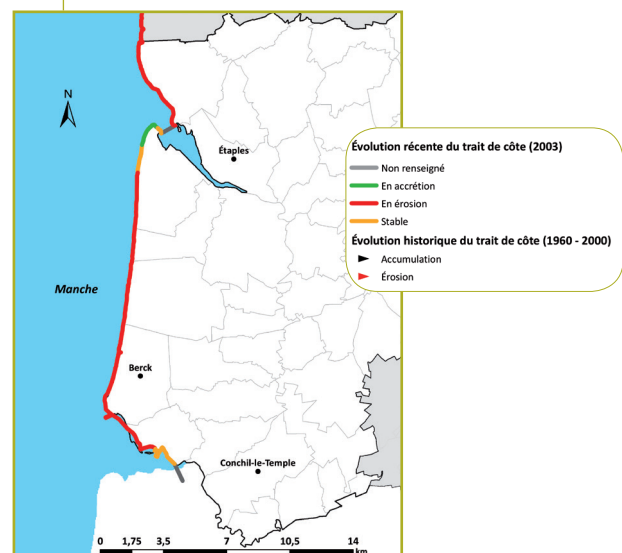 N
Étaples
Évolution récente du trait de côte (2003)
Non renseigné
En accrétion
En érosion
Stable
Évolution historique du trait de côte (1960 - 2000)
Accumulation
Érosion
Manche
Berck
Conchil-le-Temple
0 1,75 3,5 7 10,5 14
km